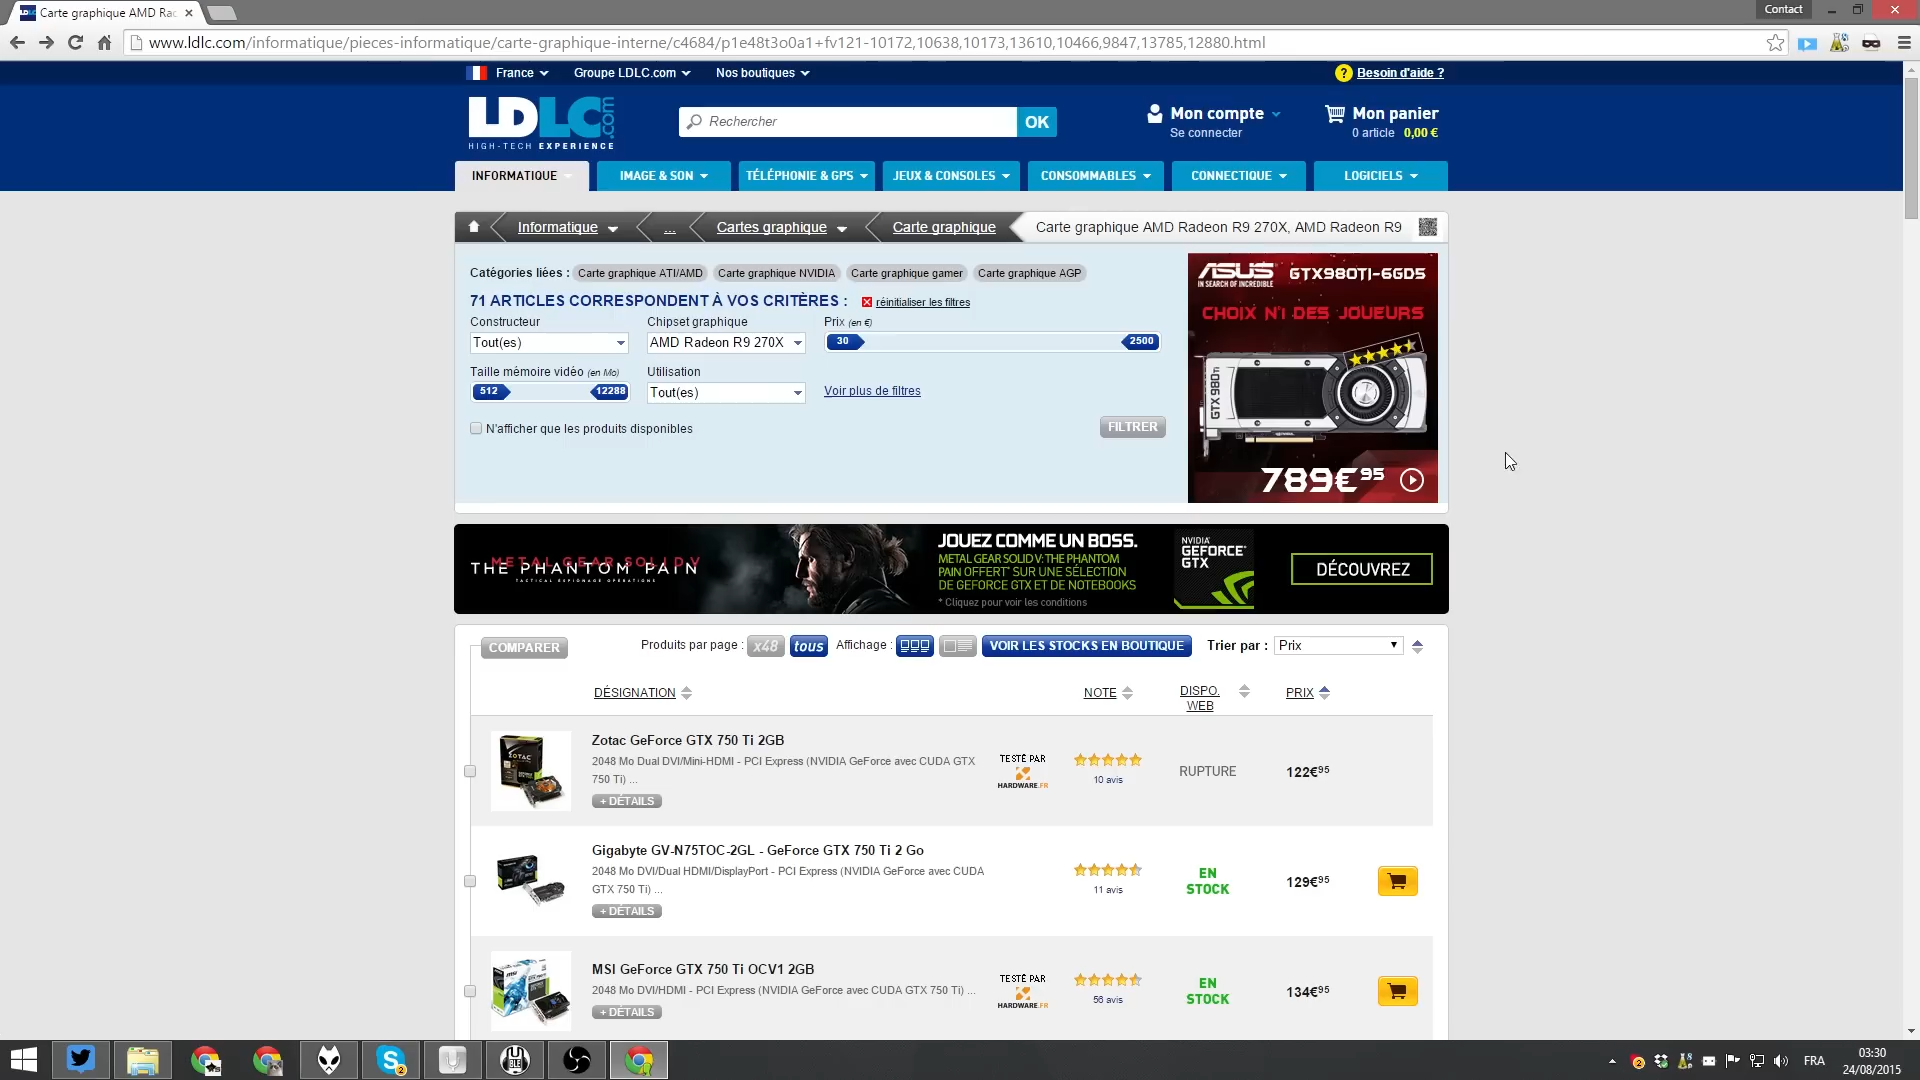 Carte graphique AMD Rad
Contact
www.ldlc.com/informatique/pieces-informatique/carte-graphique-interne/c4684/p1e48t3o0a1+fv121-10172,10638,10173,13610,10466,9847,13785,12880.html
France Groupe LDLC.com Nos boutiques ? Besoin d'aide ?
LDLC.com
HIGH-TECH EXPERIENCE
Rechercher OK
Mon compte
Se connecter
Mon panier
0 article 0,00 €
INFORMATIQUE IMAGE & SON TÉLÉPHONIE & GPS JEUX & CONSOLES CONSOMMABLES CONNECTIQUE LOGICIELS
Informatique ... Cartes graphique Carte graphique Carte graphique AMD Radeon R9 270X, AMD Radeon R9
Catégories liées : Carte graphique ATI/AMD Carte graphique NVIDIA Carte graphique gamer Carte graphique AGP
71 ARTICLES CORRESPONDENT À VOS CRITÈRES : réinitialiser les filtres
Constructeur Chipset graphique Prix (en €)
Tout(es) AMD Radeon R9 270X 30 2500
Taille mémoire vidéo (en Mo) Utilisation
512 12288 Tout(es) Voir plus de filtres
N'afficher que les produits disponibles FILTRER
ASUS GTX980TI-6GD5
IN SEARCH OF INCREDIBLE
CHOIX N°1 DES JOUEURS
GTX 980Ti
789€95
METAL GEAR SOLID V
THE PHANTOM PAIN
TACTICAL ESPIONAGE OPERATIONS
JOUEZ COMME UN BOSS.
METAL GEAR SOLID V: THE PHANTOM
PAIN OFFERT* SUR UNE SÉLECTION
DE GEFORCE GTX ET DE NOTEBOOKS
* Cliquez pour voir les conditions
NVIDIA
GEFORCE
GTX
DÉCOUVREZ
COMPARER Produits par page : x48 tous Affichage : VOIR LES STOCKS EN BOUTIQUE Trier par : Prix
DÉSIGNATION NOTE DISPO. WEB PRIX
Zotac GeForce GTX 750 Ti 2GB
2048 Mo Dual DVI/Mini-HDMI - PCI Express (NVIDIA GeForce avec CUDA GTX
750 Ti) ...
+ DÉTAILS
TESTÉ PAR
HARDWARE.FR
10 avis
RUPTURE
122€95
Gigabyte GV-N75TOC-2GL - GeForce GTX 750 Ti 2 Go
2048 Mo DVI/Dual HDMI/DisplayPort - PCI Express (NVIDIA GeForce avec CUDA
GTX 750 Ti) ...
+ DÉTAILS
11 avis
EN
STOCK
129€95
MSI GeForce GTX 750 Ti OCV1 2GB
2048 Mo DVI/HDMI - PCI Express (NVIDIA GeForce avec CUDA GTX 750 Ti) ...
+ DÉTAILS
TESTÉ PAR
HARDWARE.FR
56 avis
EN
STOCK
134€95
FRA
03:30
24/08/2015